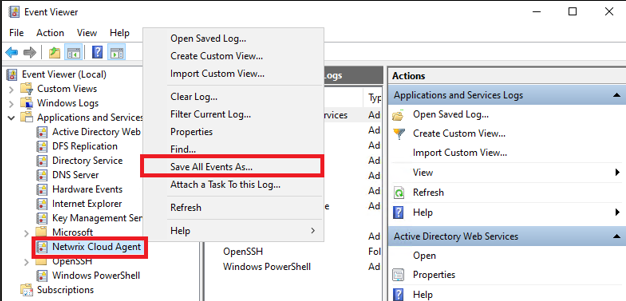 Event Viewer
File Action View Help
Event Viewer (Local)
Custom Views
Windows Logs
Applications and Services
Active Directory Web
DFS Replication
Directory Service
DNS Server
Hardware Events
Internet Explorer
Key Management Ser
Microsoft
Netwrix Cloud Agent
OpenSSH
Windows PowerShell
Subscriptions
Open Saved Log...
Create Custom View...
Import Custom View...
Clear Log...
Filter Current Log...
Properties
Find...
Save All Events As...
Attach a Task To this Log...
Refresh
Help
Logs
Typ
ervices Ad
Ad
Ad
Ad
Ad
Ad
Ad
Ad
OpenSSH Fol
Windows PowerShell Ad
Actions
Applications and Services Logs
Open Saved Log...
Create Custom View...
Import Custom View...
View
Refresh
Help
Active Directory Web Services
Open
Properties
Help